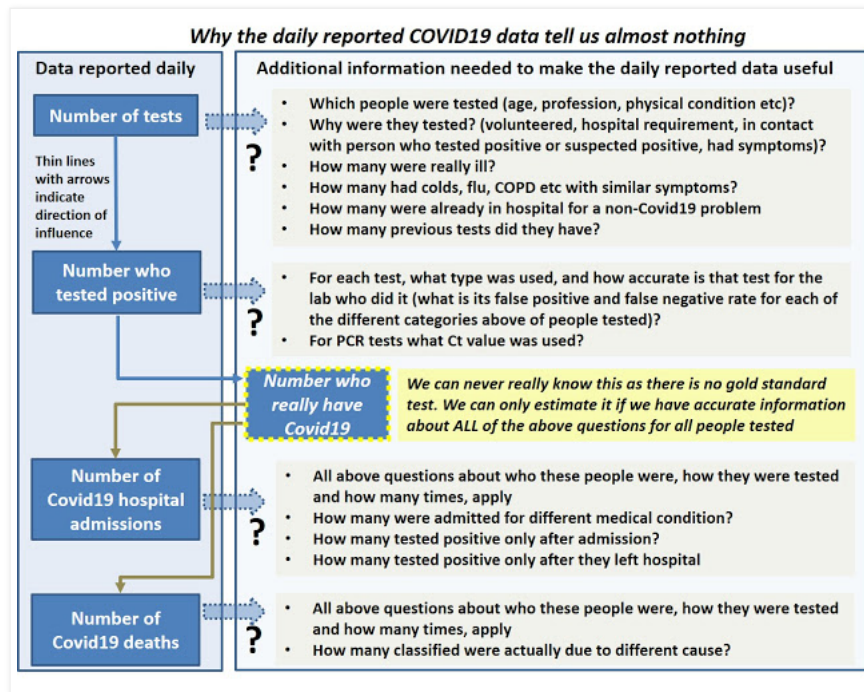 Why the daily reported COVID19 data tell us almost nothing
Data reported daily
Additional information needed to make the daily reported data useful
Number of tests
?
• Which people were tested (age, profession, physical condition etc)?
• Why were they tested? (volunteered, hospital requirement, in contact
with person who tested positive or suspected positive, had symptoms)?
• How many were really ill?
• How many had colds, flu, COPD etc with similar symptoms?
• How many were already in hospital for a non-Covid19 problem
• How many previous tests did they have?
Thin lines
with arrows
indicate
direction of
influence
Number who
tested positive
?
• For each test, what type was used, and how accurate is that test for the
lab who did it (what is its false positive and false negative rate for each of
the different categories above of people tested)?
• For PCR tests what Ct value was used?
Number who
really have
Covid19
We can never really know this as there is no gold standard
test. We can only estimate it if we have accurate information
about ALL of the above questions for all people tested
Number of
Covid19 hospital
admissions
?
• All above questions about who these people were, how they were tested
and how many times, apply
• How many were admitted for different medical condition?
• How many tested positive only after admission?
• How many tested positive only after they left hospital
Number of
Covid19 deaths
?
• All above questions about who these people were, how they were tested
and how many times, apply
• How many classified were actually due to different cause?